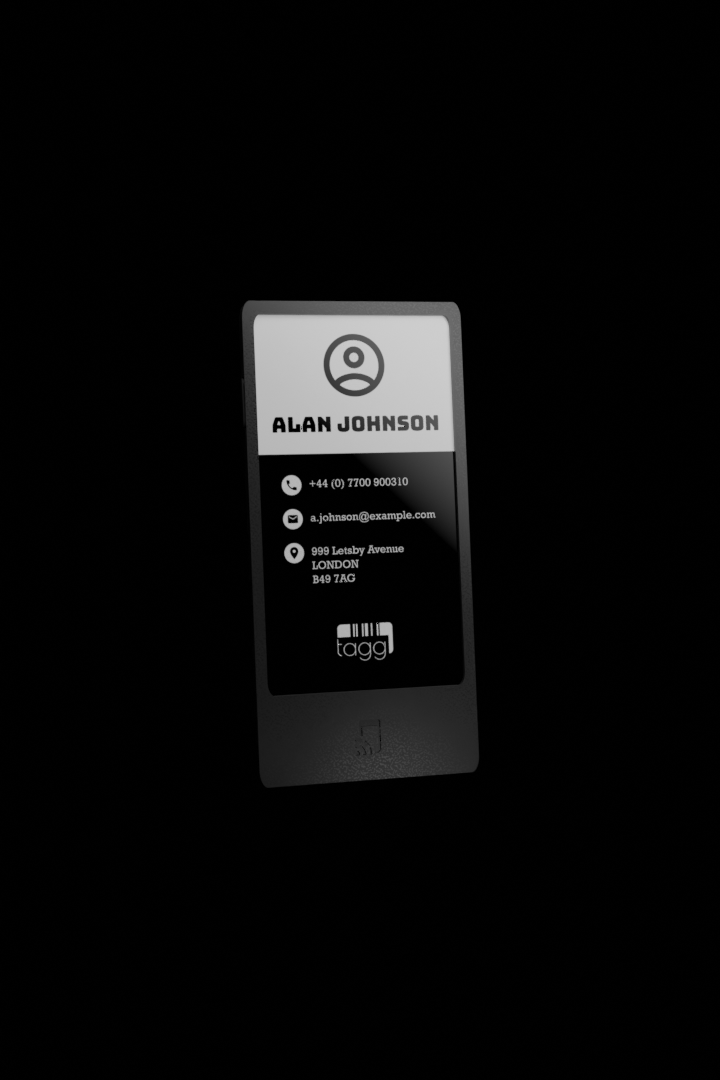 ALAN JOHNSON
+44 (0) 7700 900310
a.johnson@example.com
999 Letsby Avenue
LONDON
B49 7AG
tagg